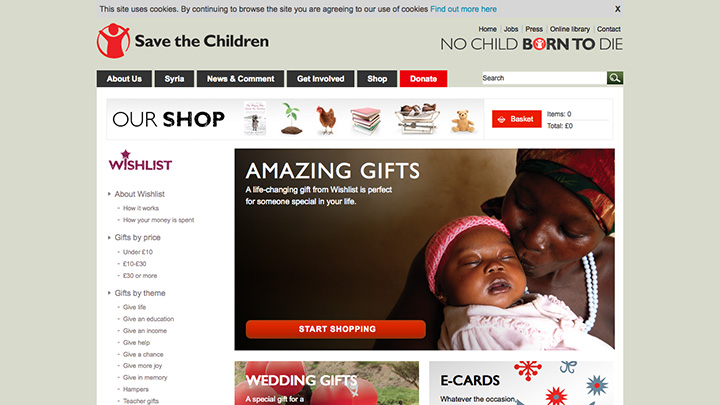 This site uses cookies. By continuing to browse the site you are agreeing to our use of cookies Find out more here X
Save the Children
Home Jobs Press Online library Contact
NO CHILD BORN TO DIE
About Us Syria News & Comment Get Involved Shop Donate
Search
OUR SHOP
Basket
Items: 0
Total: £0
WISHLIST
About Wishlist
How it works
How your money is spent
Gifts by price
Under £10
£10-£30
£30 or more
Gifts by theme
Give life
Give an education
Give an income
Give help
Give a chance
Give more joy
Give in memory
Hampers
Teacher gifts
AMAZING GIFTS
A life-changing gift from Wishlist is perfect
for someone special in your life.
START SHOPPING
WEDDING GIFTS
A special gift for a
E-CARDS
Whatever the occasion,